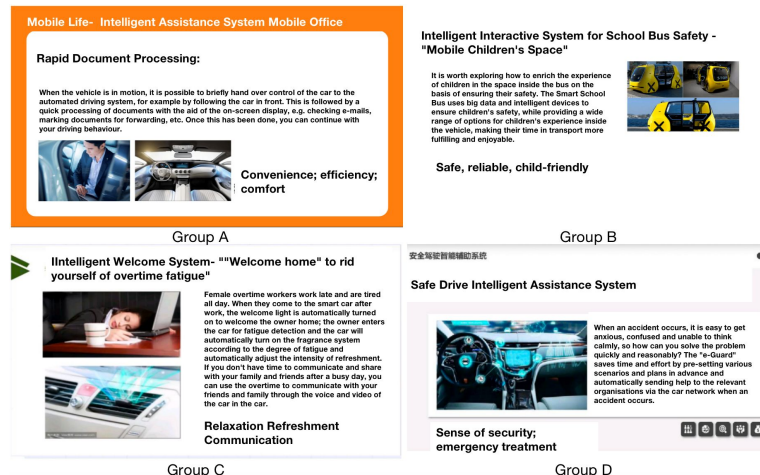 Mobile Life-  Intelligent Assistance System Mobile Office
Rapid Document Processing:
When the vehicle is in motion, it is possible to briefly hand over control of the car to the
automated driving system, for example by following the car in front. This is followed by a
quick processing of documents with the aid of the on-screen display, e.g. checking e-mails,
marking documents for forwarding, etc. Once this has been done, you can continue with
your driving behaviour.
Convenience; efficiency;
comfort
Group A
Intelligent Interactive System for School Bus Safety -
"Mobile Children's Space"
It is worth exploring how to enrich the experience
of children in the space inside the bus on the
basis of ensuring their safety. The Smart School
Bus uses big data and intelligent devices to
ensure children's safety, while providing a wide
range of options for children's experience inside
the vehicle, making their time in transport more
fulfilling and enjoyable.
Safe, reliable, child-friendly
Group B
IIntelligent Welcome System- ""Welcome home" to rid
yourself of overtime fatigue"
Female overtime workers work late and are tired
all day. When they come to the smart car after
work, the welcome light is automatically turned
on to welcome the owner home; the owner enters
the car for fatigue detection and the car will
automatically turn on the fragrance system
according to the degree of fatigue and
automatically adjust the intensity of refreshment.
If you don't have time to communicate and share
with your family and friends after a busy day, you
can use the overtime to communicate with your
friends and family through the voice and video of
the car in the car.
Relaxation Refreshment
Communication
Group C
安全驾驶智能辅助系统
Safe Drive Intelligent Assistance System
When an accident occurs, it is easy to get
anxious, confused and unable to think
calmly, so how can you solve the problem
quickly and reasonably? The "e-Guard"
saves time and effort by pre-setting various
scenarios and plans in advance and
automatically sending help to the relevant
organisations via the car network when an
accident occurs.
Sense of security;
emergency treatment
Group D